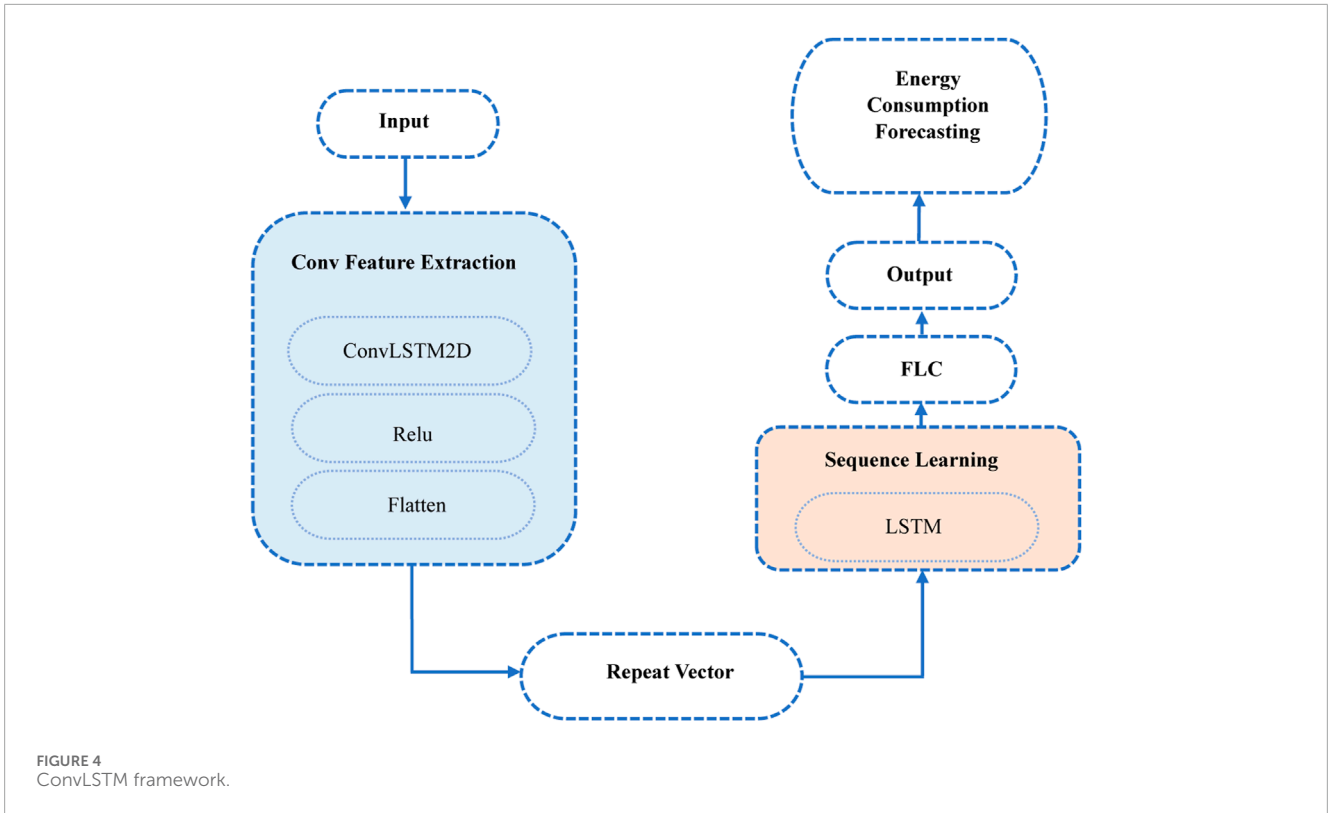 Input
Conv Feature Extraction
ConvLSTM2D
Relu
Flatten
Repeat Vector
Sequence Learning
LSTM
FLC
Output
Energy
Consumption
Forecasting
FIGURE 4
ConvLSTM framework.